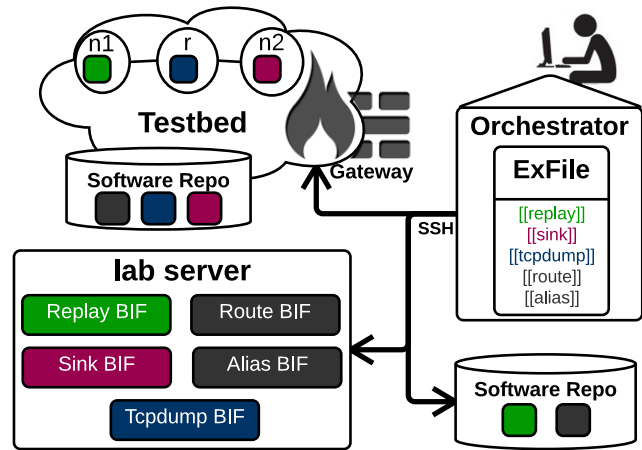 n1
r
n2
Testbed
Gateway
Software Repo
Orchestrator
ExFile
[[replay]]
[[sink]]
[[tcpdump]]
[[route]]
[[alias]]
SSH
lab server
Replay BIF
Route BIF
Sink BIF
Alias BIF
Tcpdump BIF
Software Repo